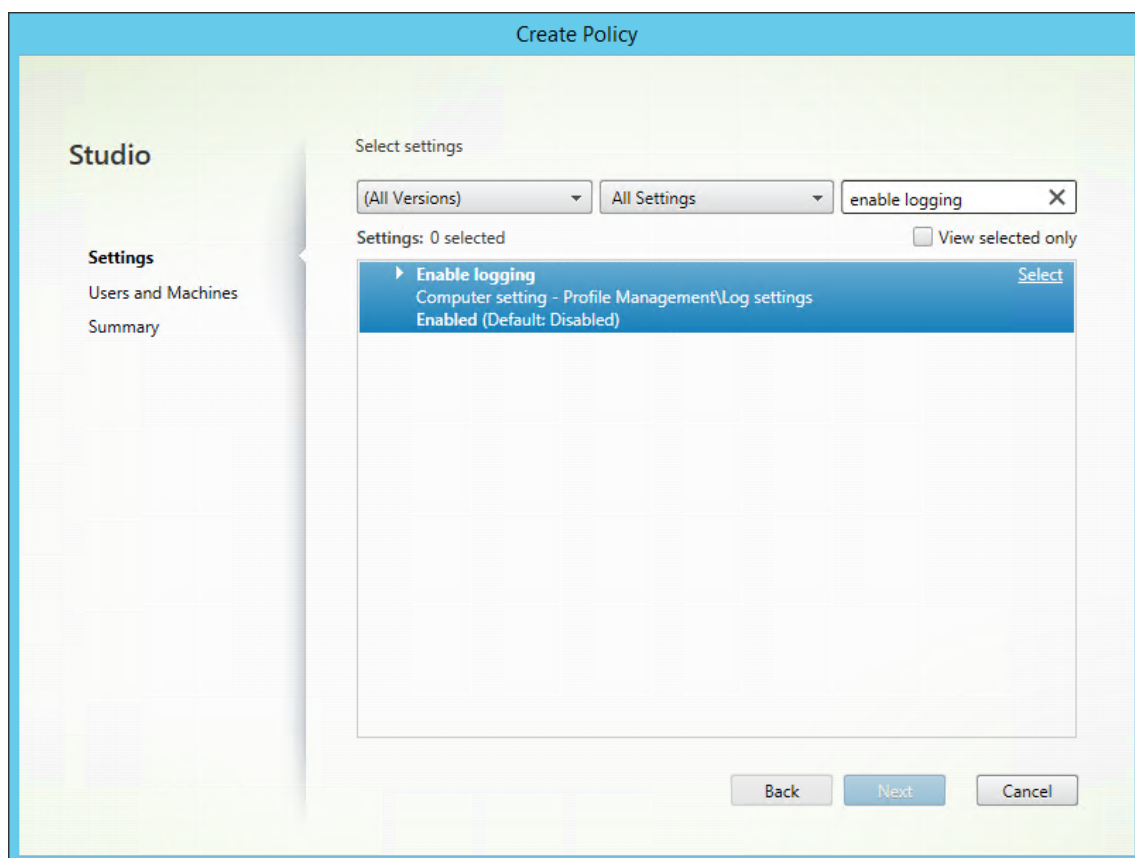 Create Policy
Studio
Settings
Users and Machines
Summary
Select settings
(All Versions)
All Settings
enable logging
Settings: 0 selected
View selected only
Enable logging
Select
Computer setting - Profile Management\Log settings
Enabled (Default: Disabled)
Back
Next
Cancel